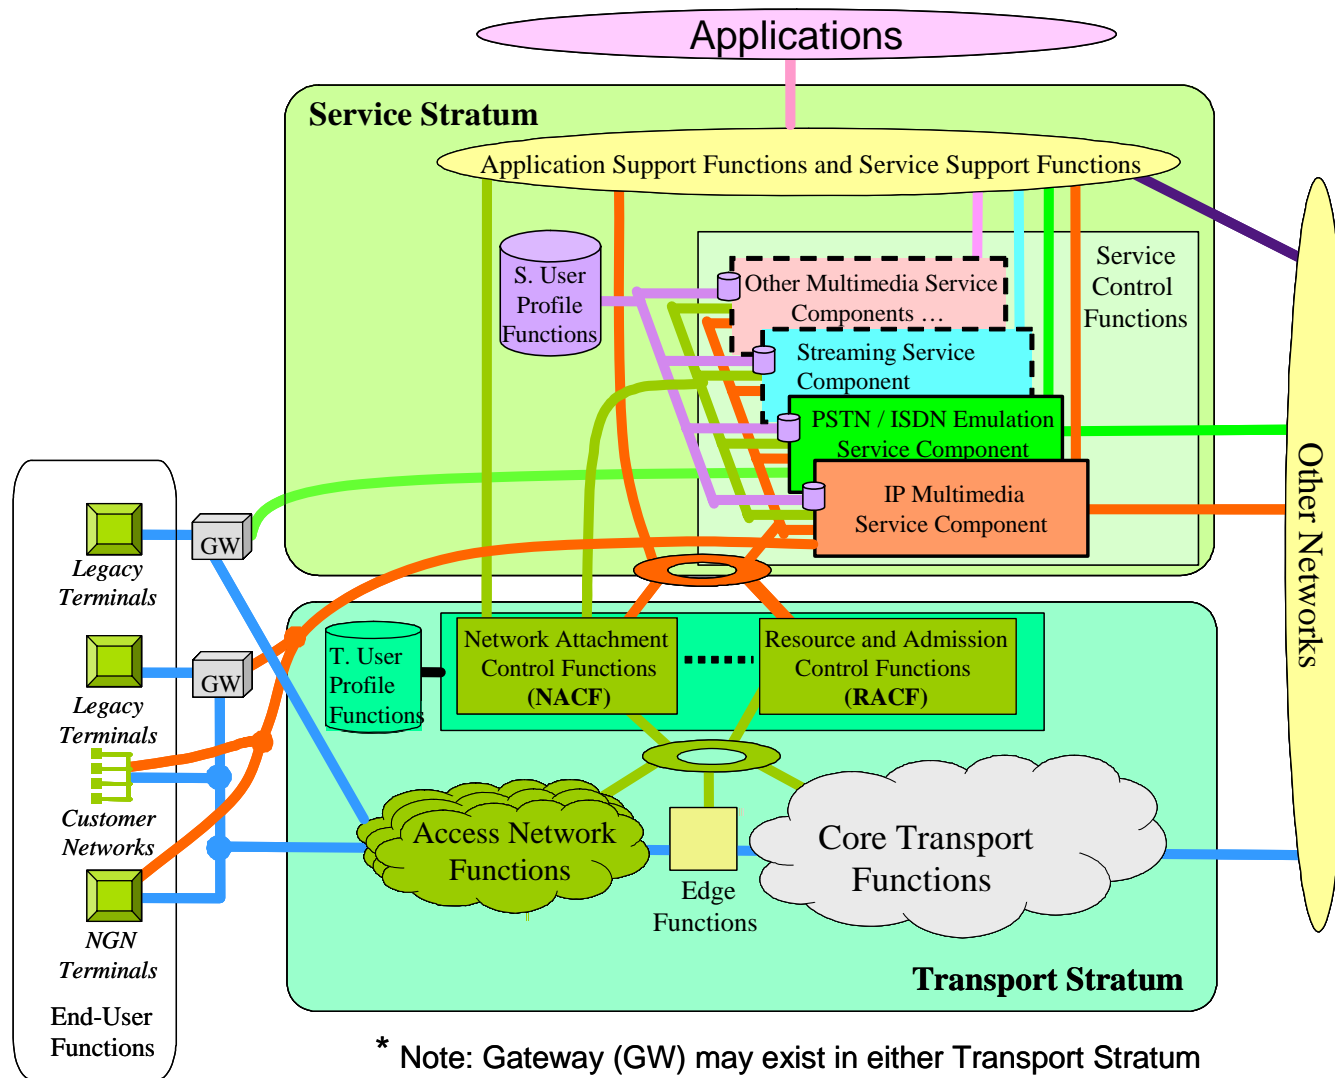 Applications
Service Stratum
Application Support Functions and Service Support Functions
S. User
Profile
Functions
Service
Control
Functions
Other Multimedia Service
Components …
Streaming Service
Component
PSTN / ISDN Emulation
Service Component
IP Multimedia
Service Component
Other Networks
GW
Legacy
Terminals
GW
Legacy
Terminals
Customer
Networks
NGN
Terminals
End-User
Functions
T. User
Profile
Functions
Network Attachment
Control Functions
(NACF)
Resource and Admission
Control Functions
(RACF)
Access Network
Functions
Edge
Functions
Core Transport
Functions
Transport Stratum
* Note: Gateway (GW) may exist in either Transport Stratum